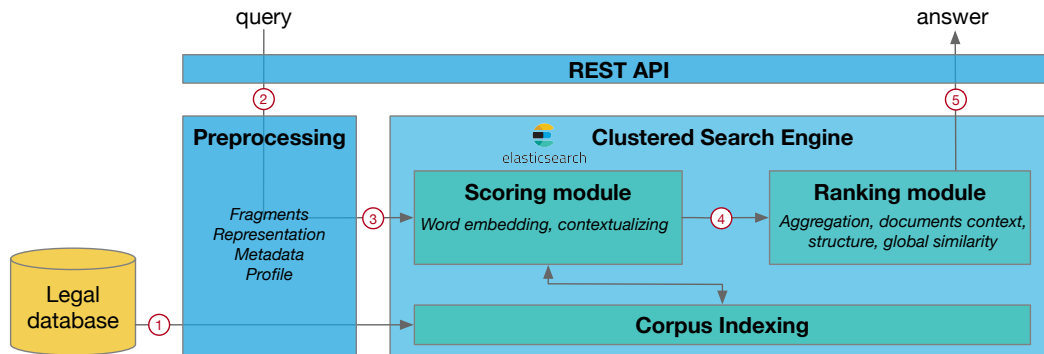 query
answer
REST API
2
5
Preprocessing
elasticsearch
Clustered Search Engine
Scoring module
Word embedding, contextualizing
Ranking module
Aggregation, documents context,
structure, global similarity
3
4
Fragments
Representation
Metadata
Profile
Legal
database
1
Corpus Indexing